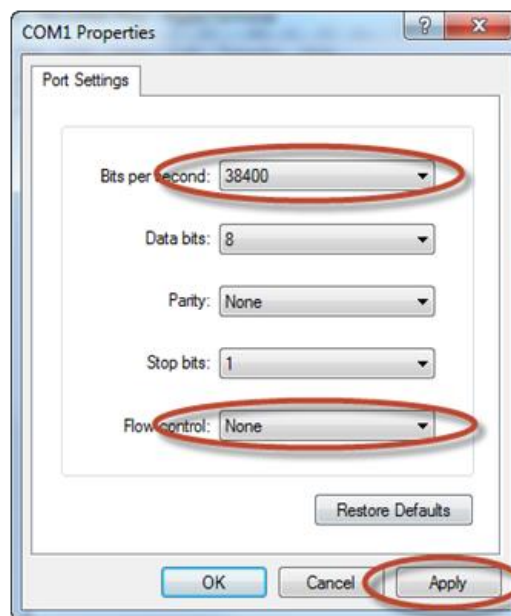 COM1 Properties
Port Settings
Bits per second: 38400
Data bits: 8
Parity: None
Stop bits: 1
Flow control: None
Restore Defaults
OK Cancel Apply